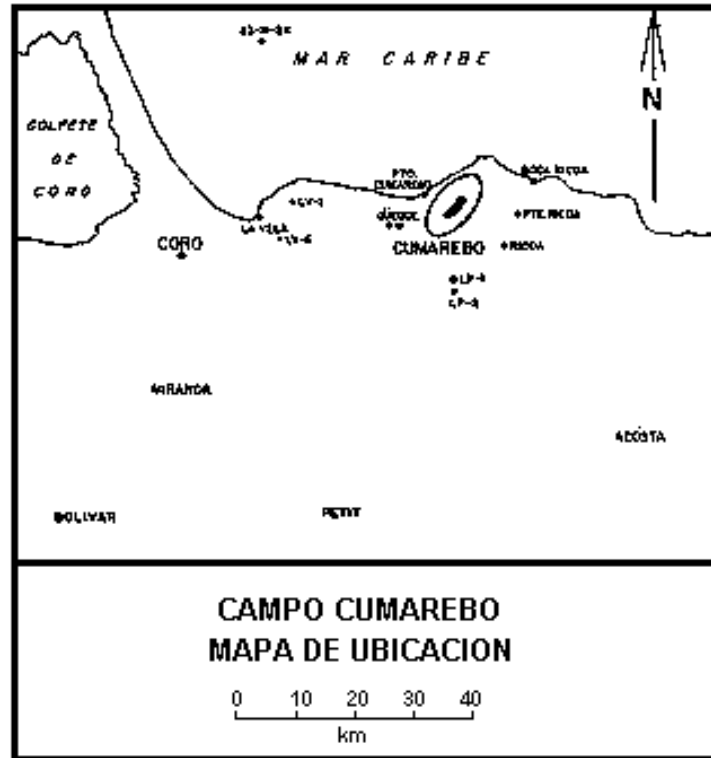 MAR CARIBE
GOLFETE
DE
CORO
N
PTO.
CUMAREBO
BOCA RICOA
LA VELA
CORO
CUMAREBO
PTE. RICOA
RICOA
MIRANDA
ACOSTA
BOLIVAR
PETIT
CAMPO CUMAREBO
MAPA DE UBICACION
0 10 20 30 40
km